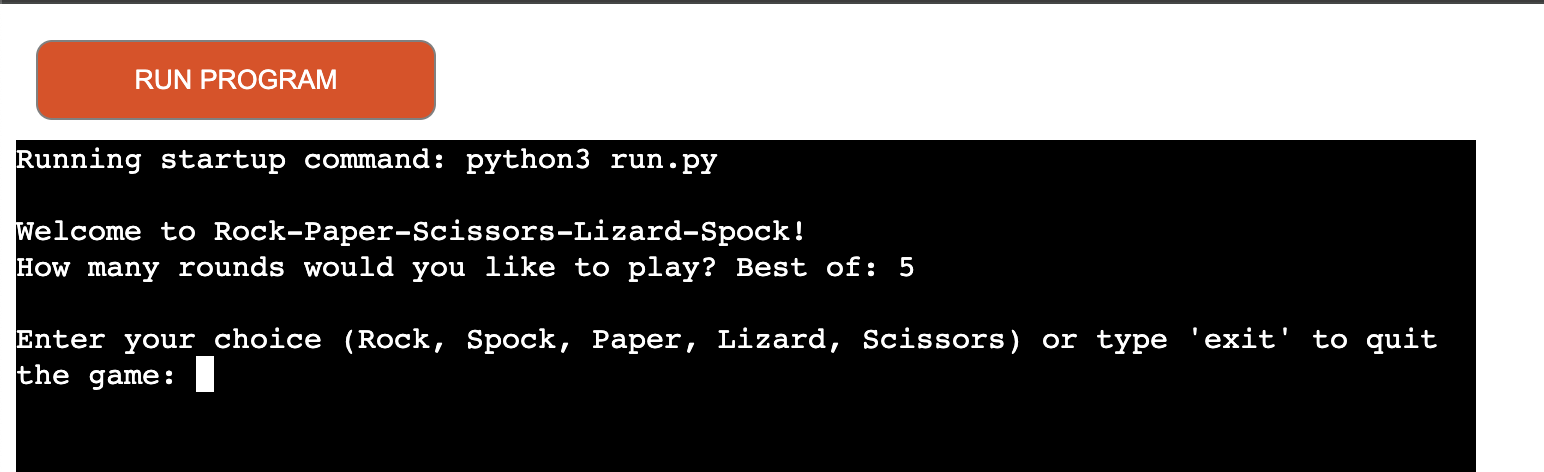 RUN PROGRAM
Running startup command: python3 run.py
Welcome to Rock-Paper-Scissors-Lizard-Spock!
How many rounds would you like to play? Best of: 5
Enter your choice (Rock, Spock, Paper, Lizard, Scissors) or type 'exit' to quit
the game: